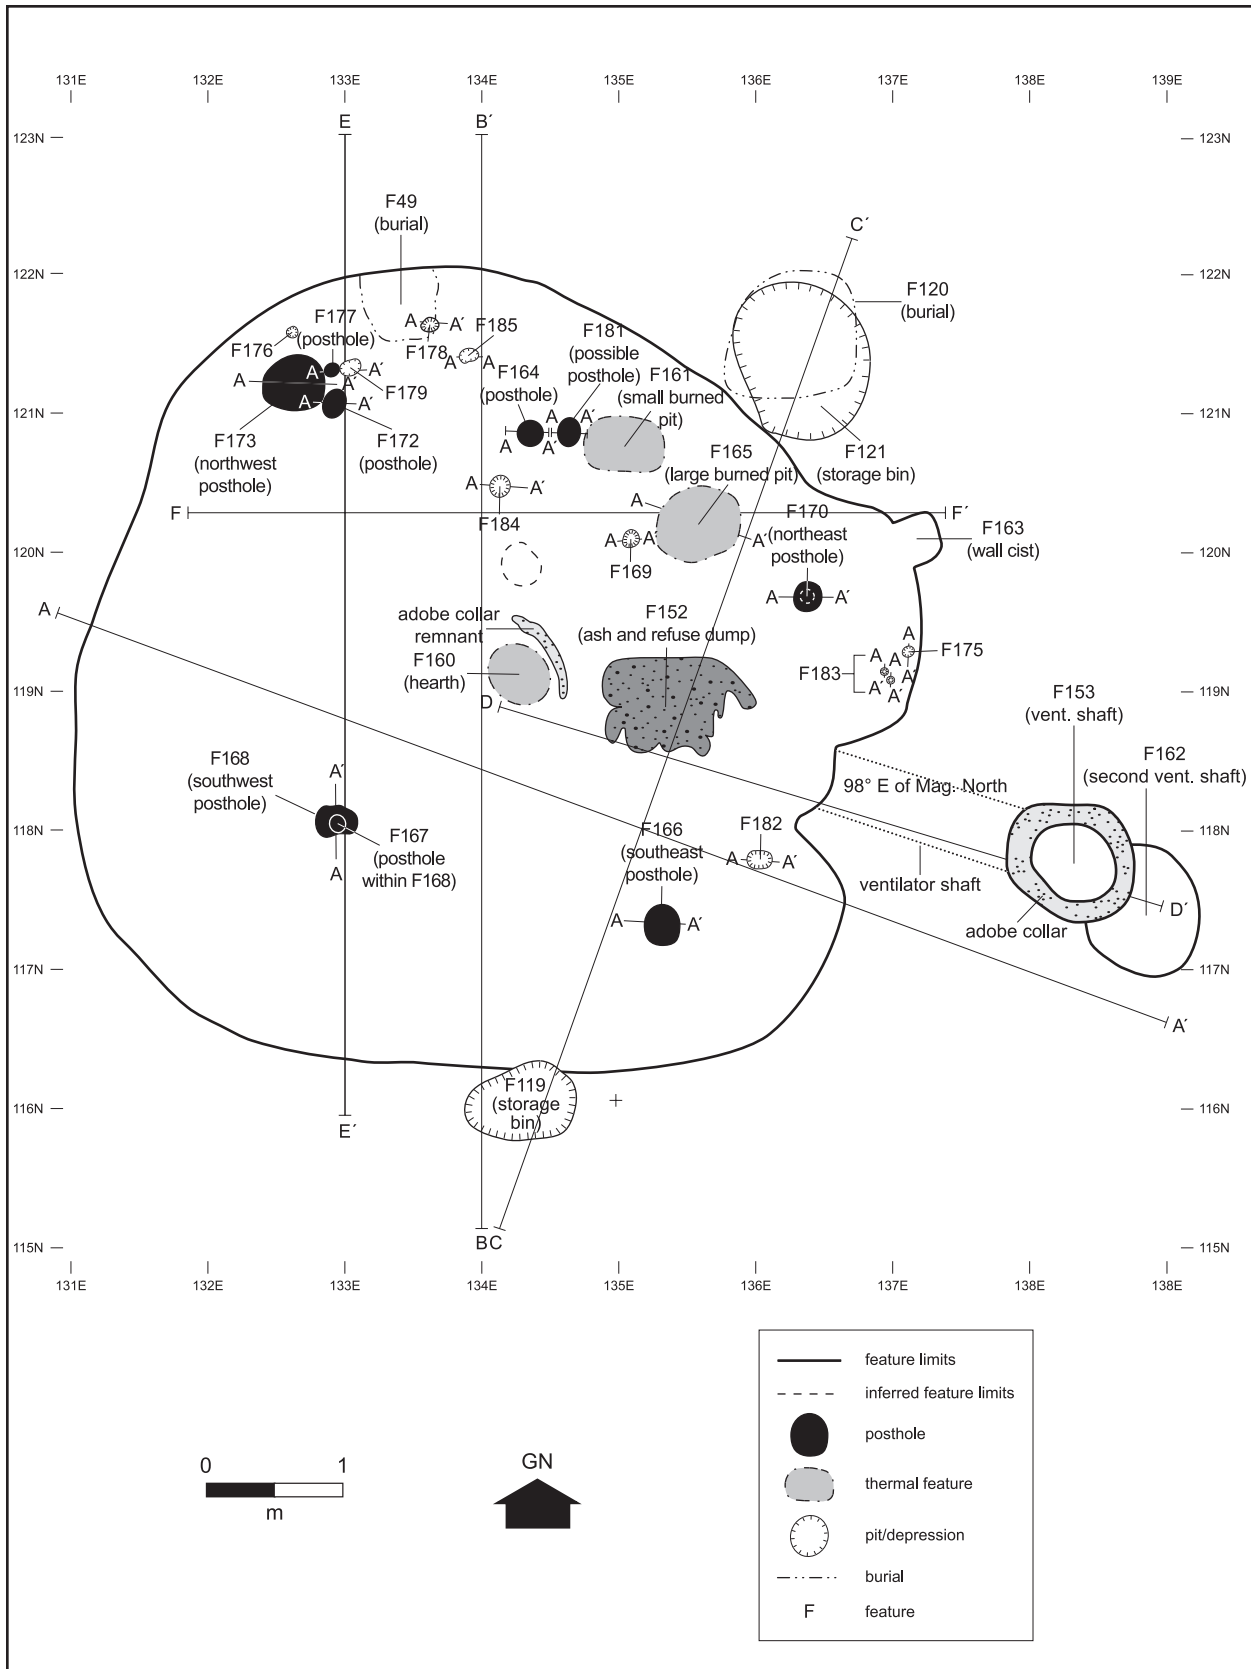 131E 132E 133E 134E 135E 136E 137E 138E 139E
E B´
123N 123N
F49
(burial)
C´
122N 122N
F120
(burial)
F177
(posthole)
A A´ F185
F181
(possible
posthole)
F176
F178 A A
F164
(posthole)
F161
(small burned
pit)
A A A´ A´
F179
A A´
A A´
A A´
121N 121N
F173
(northwest
posthole)
F172
(posthole)
F165
(large burned pit)
F121
(storage bin)
A A´
F184
A A´
F F´
F170
(northeast
posthole)
F163
(wall cist)
A A´
F169
120N 120N
A A´
A
adobe collar
remnant
F152
(ash and refuse dump)
F160
(hearth)
A
F175
A A
F183
A´ A´ A´
119N 119N
D
F153
(vent. shaft)
F162
(second vent. shaft)
F168
(southwest
posthole)
A´
98° E of Mag. North
118N 118N
F167
(posthole
within F168)
A
F166
(southeast
posthole)
F182
A A´
ventilator shaft
A A´
adobe collar
D´
117N 117N
A´
F119
(storage
bin)
116N 116N
E´
B C
115N 115N
131E 132E 133E 134E 135E 136E 137E 138E 138E
feature limits
inferred feature limits
posthole
thermal feature
pit/depression
burial
F feature
0 1
m
GN